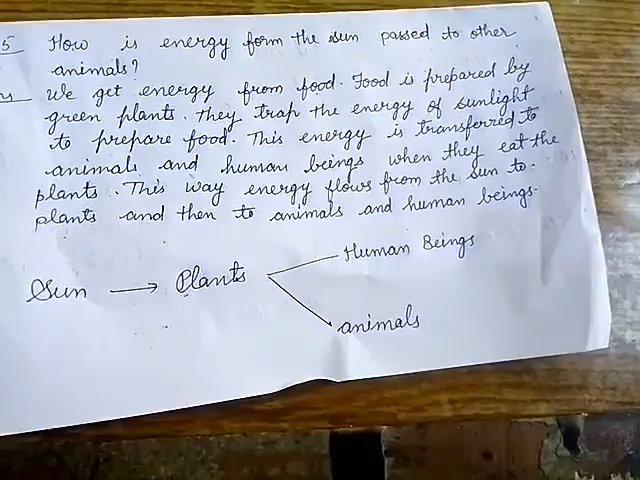 5 How is energy form the sun passed to other
animals?
ns We get energy from food. Food is prepared by
green plants. They trap the energy of sunlight
to prepare food. This energy is transferred to
animals and human beings when they eat the
plants. This way energy flows from the sun to
plants and then to animals and human beings.
Human Beings
Sun → Plants
animals